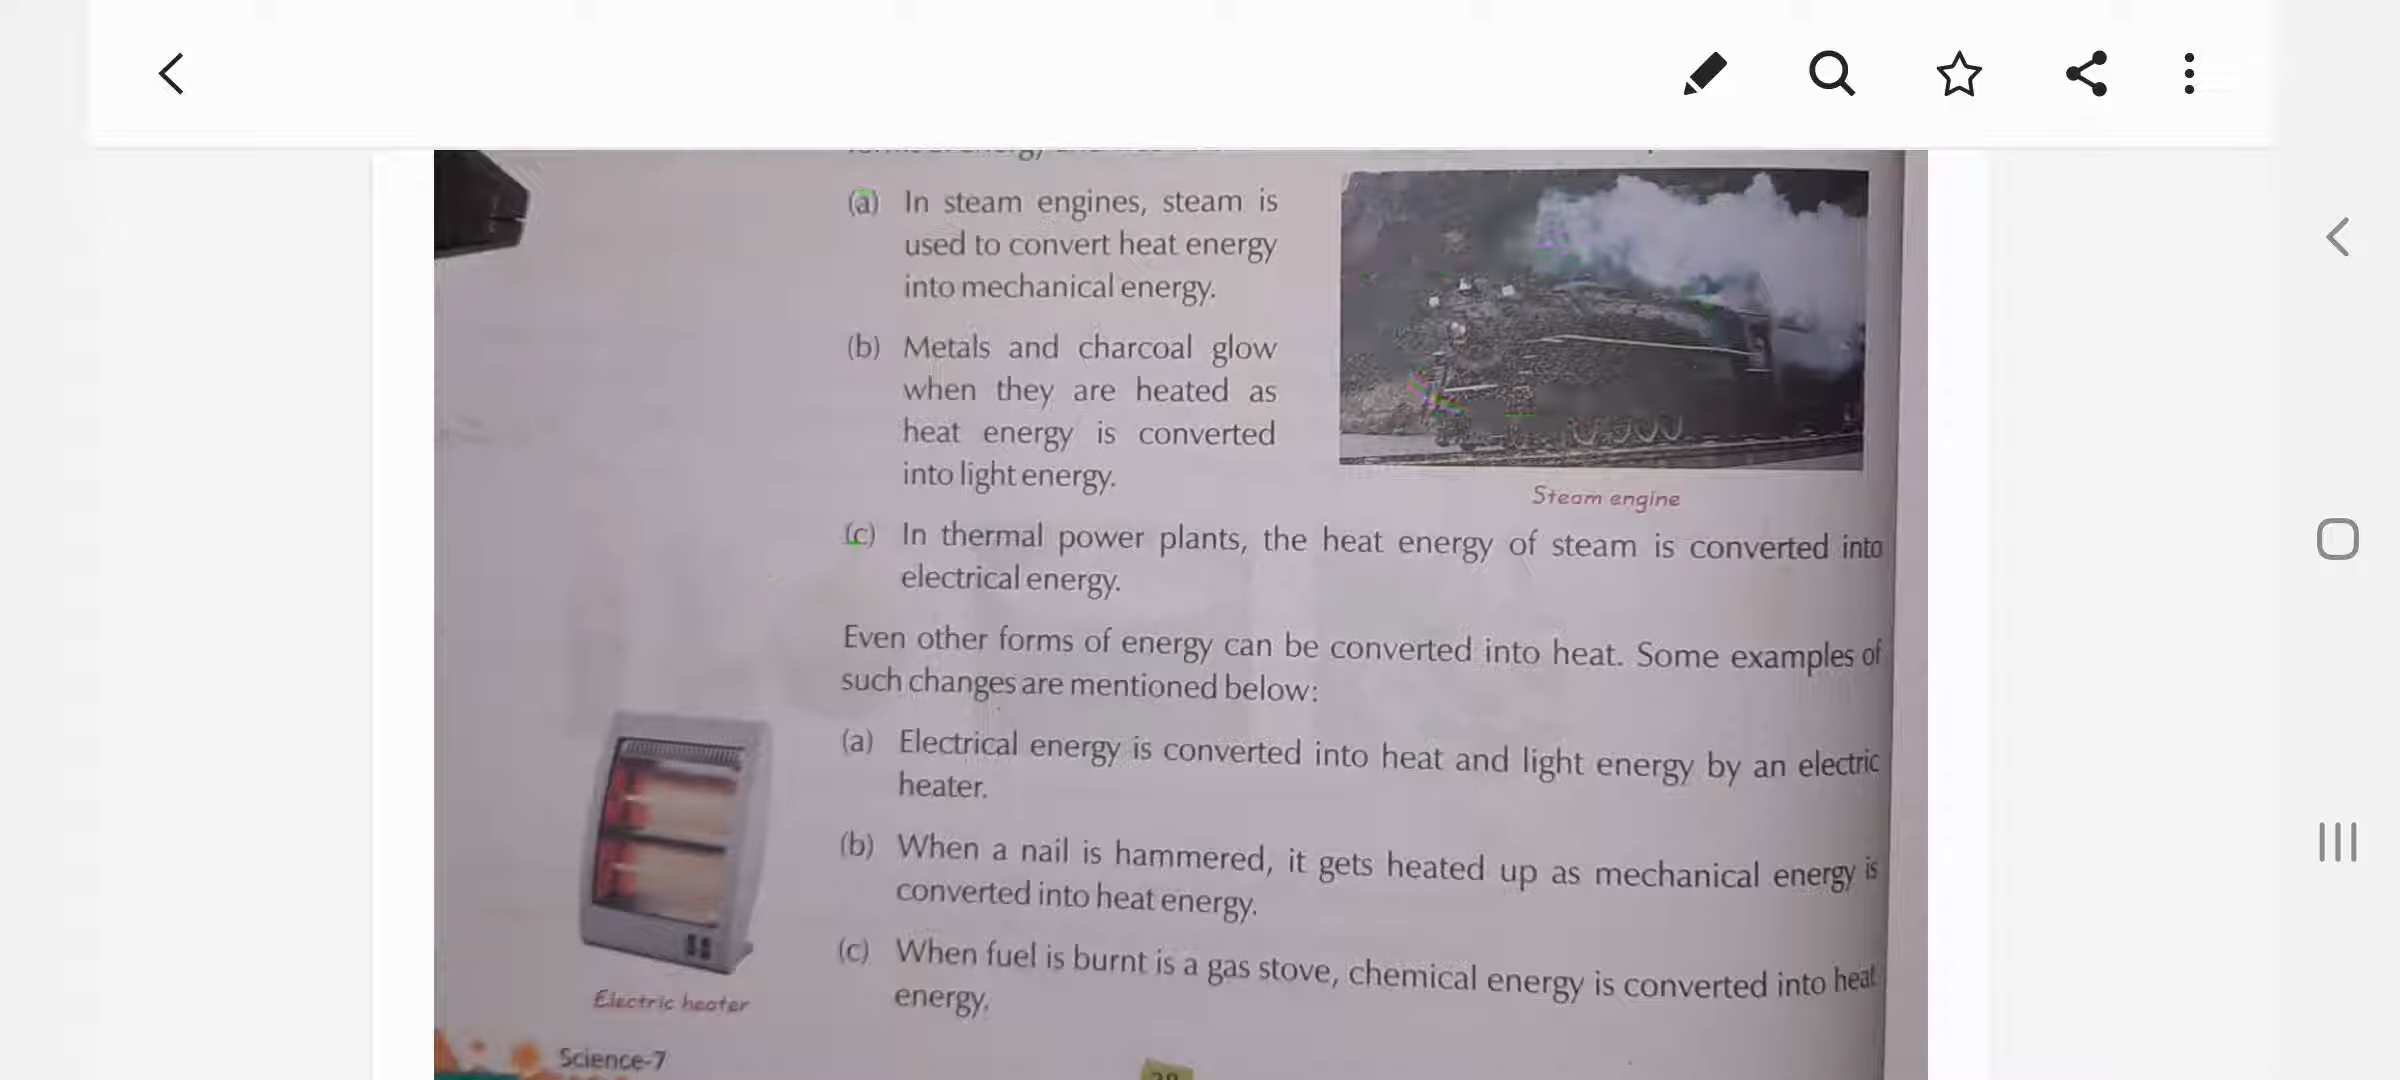 (a) In steam engines, steam is
used to convert heat energy
into mechanical energy.
(b) Metals and charcoal glow
when they are heated as
heat energy is converted
into light energy.
Steam engine
(c) In thermal power plants, the heat energy of steam is converted into
electrical energy.
Even other forms of energy can be converted into heat. Some examples of
such changes are mentioned below:
(a) Electrical energy is converted into heat and light energy by an electric
heater.
(b) When a nail is hammered, it gets heated up as mechanical energy is
converted into heat energy.
(c) When fuel is burnt is a gas stove, chemical energy is converted into heat
energy.
Electric heater
Science-7